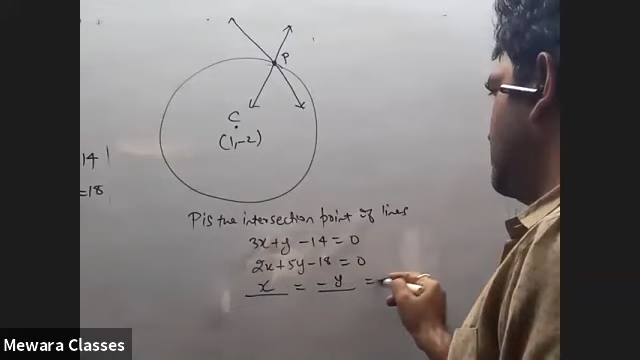 P
C
(1, -2)
14
= 18
P is the intersection point of lines
3x + y - 14 = 0
2x + 5y - 18 = 0
x = - y =
Mewara Classes